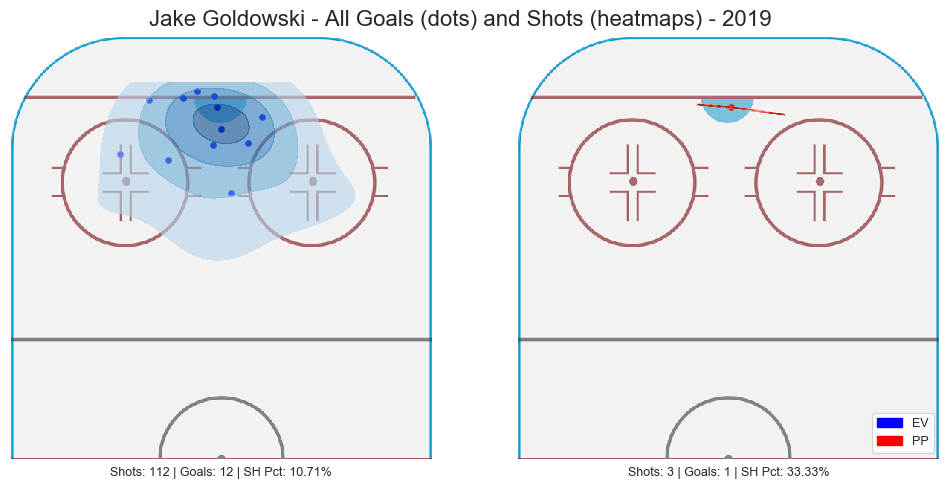 Jake Goldowski - All Goals (dots) and Shots (heatmaps) - 2019
EV
PP
Shots: 112 | Goals: 12 | SH Pct: 10.71%
Shots: 3 | Goals: 1 | SH Pct: 33.33%